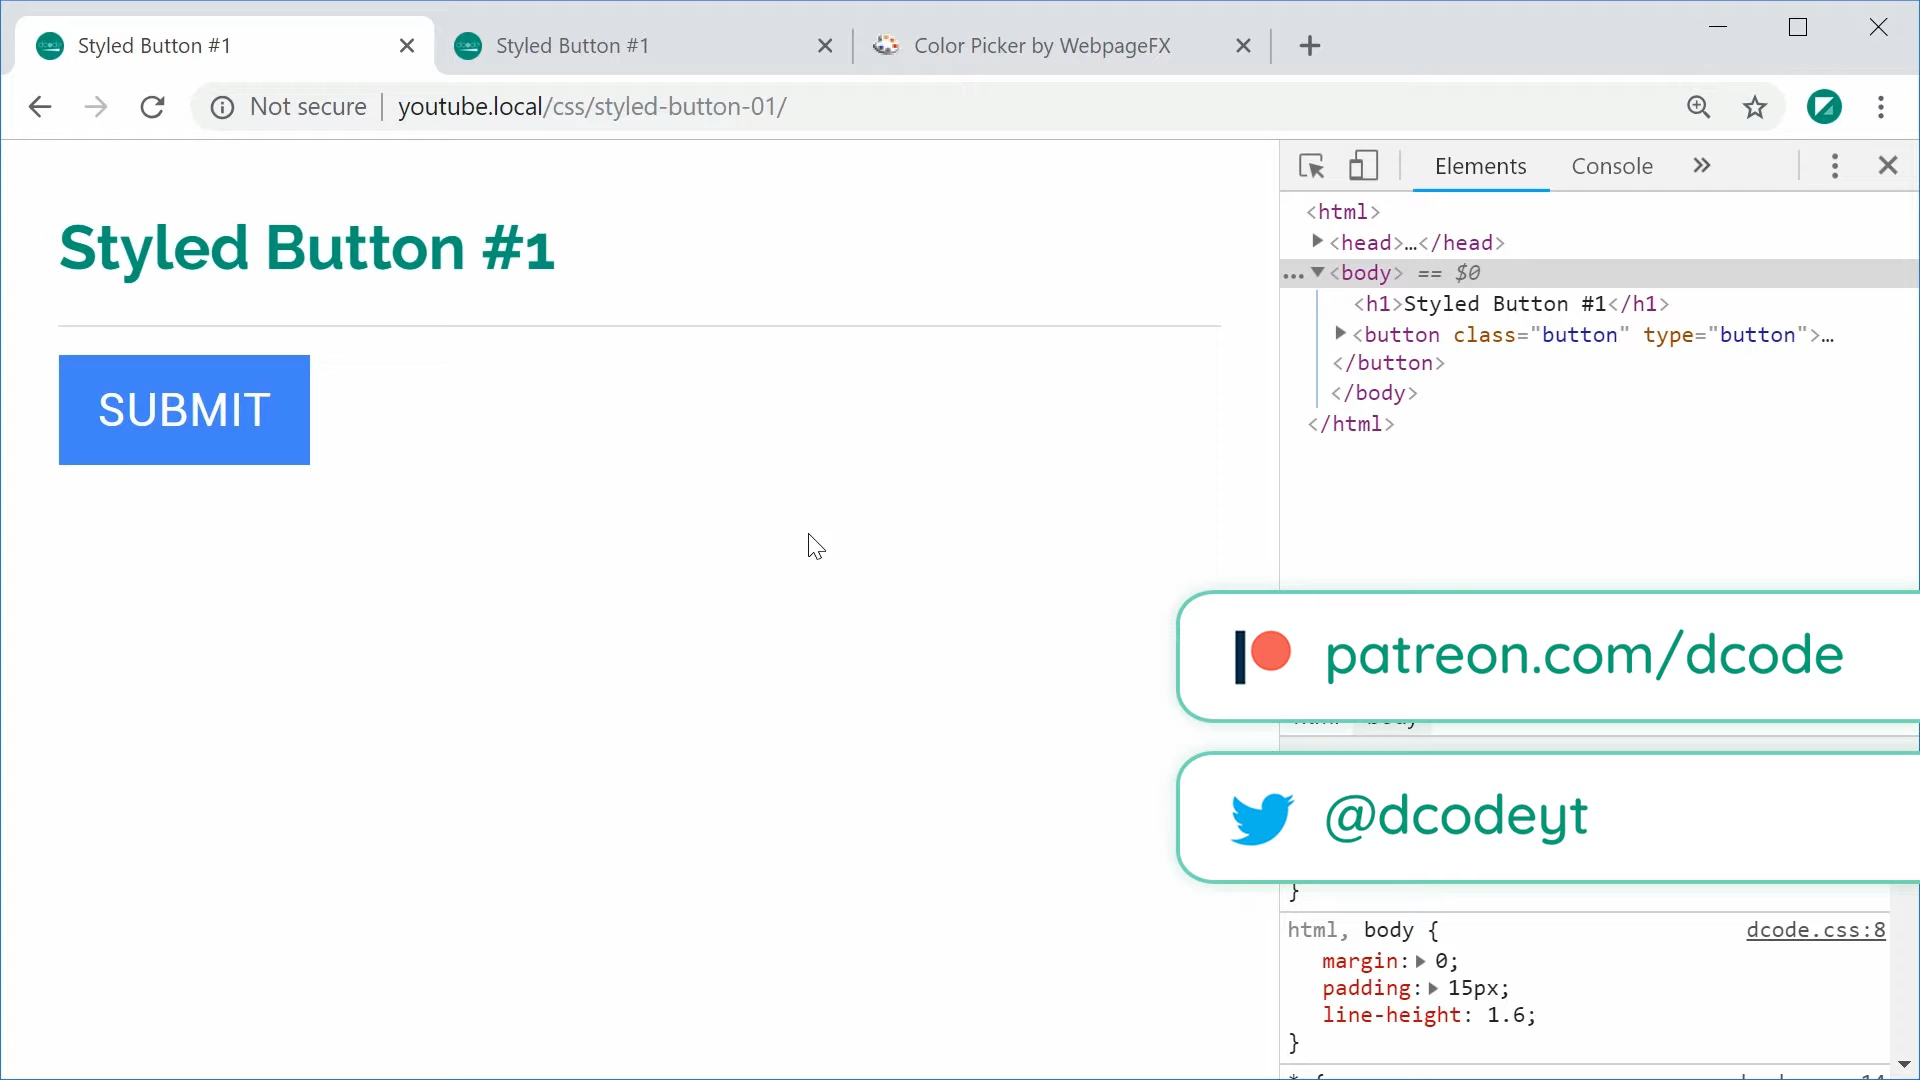 Styled Button #1
Styled Button #1
Color Picker by WebpageFX
Not secure
youtube.local/css/styled-button-01/
Styled Button #1
SUBMIT
Elements
Console
<html>
<head>…</head>
… <body> == $0
<h1>Styled Button #1</h1>
<button class="button" type="button">…
</button>
</body>
</html>
patreon.com/dcode
@dcodeyt
}
html, body {
dcode.css:8
margin: 0;
padding: 15px;
line-height: 1.6;
}